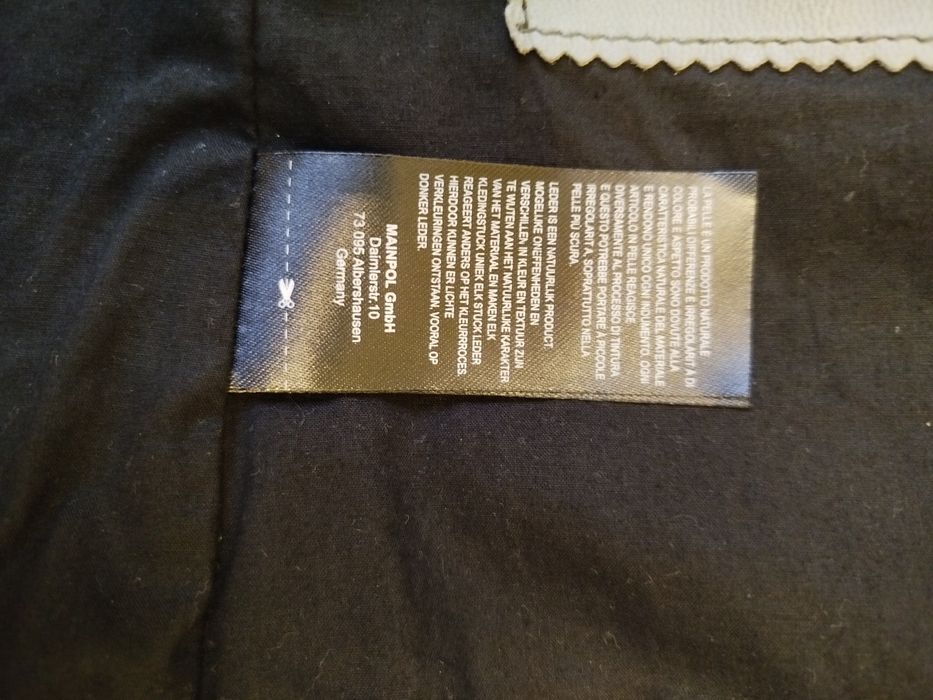 LA PELLE È UN PRODOTTO NATURALE
PROBABILI DIFFERENZE E IRREGOLARITA DI
COLORE E ASPETTO SONO DOVUTE ALLA
CARATTERISTICA NATURALE DEL MATERIALE
E RENDONO UNICO OGNI INDUMENTO. OGNI
ARTICOLO IN PELLE REAGISCE
DIVERSAMENTE AL PROCESSO DI TINTURA
E QUESTO POTREBBE PORTARE A PICCOLE
IRREGOLARITÀ, SOPRATTUTTO NELLA
PELLE PIÙ SCURA.
LEDER IS EEN NATUURLIJK PRODUCT.
MOGELIJKE ONEFFENHEDEN EN
VERSCHILLEN IN KLEUR EN TEXTUUR ZIJN
TE WIJTEN AAN HET NATUURLIJKE KARAKTER
VAN HET MATERIAAL EN MAKEN ELK
KLEDINGSTUCK UNIEK ELK STUCK LEDER
REAGEERT ANDERS OP HET KLEURRROCES
HIERDOOR KUNNEN ER LICHTE
VERKLEURINGEN ONTSTAAN, VOORAL OP
DONKER LEDER.
MANPOL GmbH
Daimlerstr.10
73 095 Albershausen
Germany